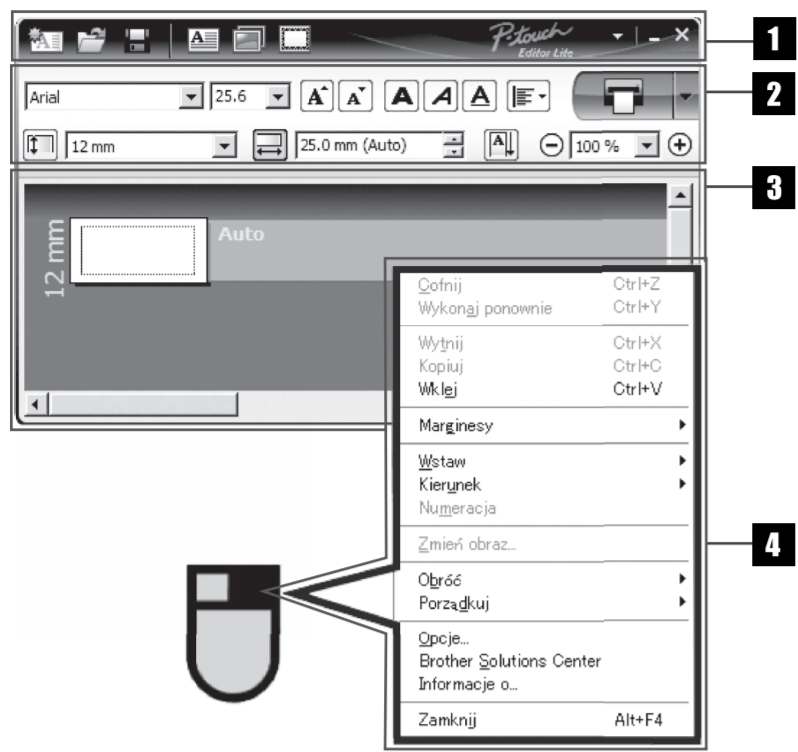 P-touch
Editor Lite
1
Arial 25.6 A A A A A
2
12 mm 25.0 mm (Auto) A 100 %
3
12 mm
Auto
Cofnij Ctrl+Z
Wykonaj ponownie Ctrl+Y
Wytnij Ctrl+X
Kopiuj Ctrl+C
Wklej Ctrl+V
Marginesy
Wstaw
Kierunek
Numeracja
Zmień obraz...
4
Obróć
Porządkuj
Opcje...
Brother Solutions Center
Informacje o...
Zamknij Alt+F4